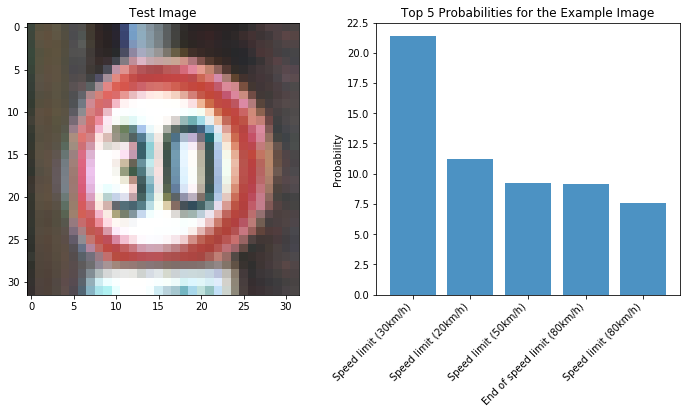 Test Image
0
5
10
15
20
25
30
0 5 10 15 20 25 30
30
Top 5 Probabilities for the Example Image
Probability
22.5
20.0
17.5
15.0
12.5
10.0
7.5
5.0
2.5
0.0
Speed limit (30km/h)
Speed limit (20km/h)
Speed limit (50km/h)
End of speed limit (80km/h)
Speed limit (80km/h)